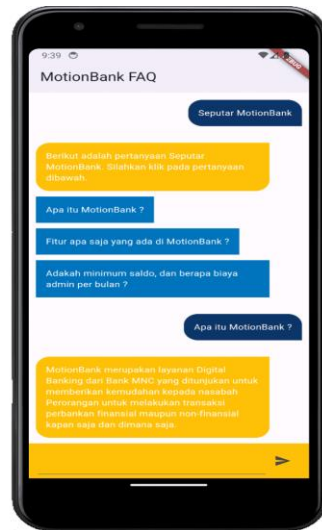 9:39
DEBUG
MotionBank FAQ
Seputar MotionBank
Berikut adalah pertanyaan Seputar
MotionBank. Silahkan klik pada pertanyaan
dibawah.
Apa itu MotionBank ?
Fitur apa saja yang ada di MotionBank ?
Adakah minimum saldo, dan berapa biaya
admin per bulan ?
Apa itu MotionBank ?
MotionBank merupakan layanan Digital
Banking dari Bank MNC yang ditunjukan untuk
memberikan kemudahan kepada nasabah
Perorangan untuk melakukan transaksi
perbankan finansial maupun non-finansial
kapan saja dan dimana saja.